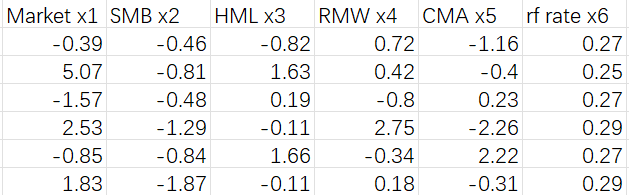 Market x1 SMB x2 HML x3 RMW x4 CMA x5 rf rate x6
-0.39 -0.46 -0.82 0.72 -1.16 0.27
5.07 -0.81 1.63 0.42 -0.4 0.25
-1.57 -0.48 0.19 -0.8 0.23 0.27
2.53 -1.29 -0.11 2.75 -2.26 0.29
-0.85 -0.84 1.66 -0.34 2.22 0.27
1.83 -1.87 -0.11 0.18 -0.31 0.29